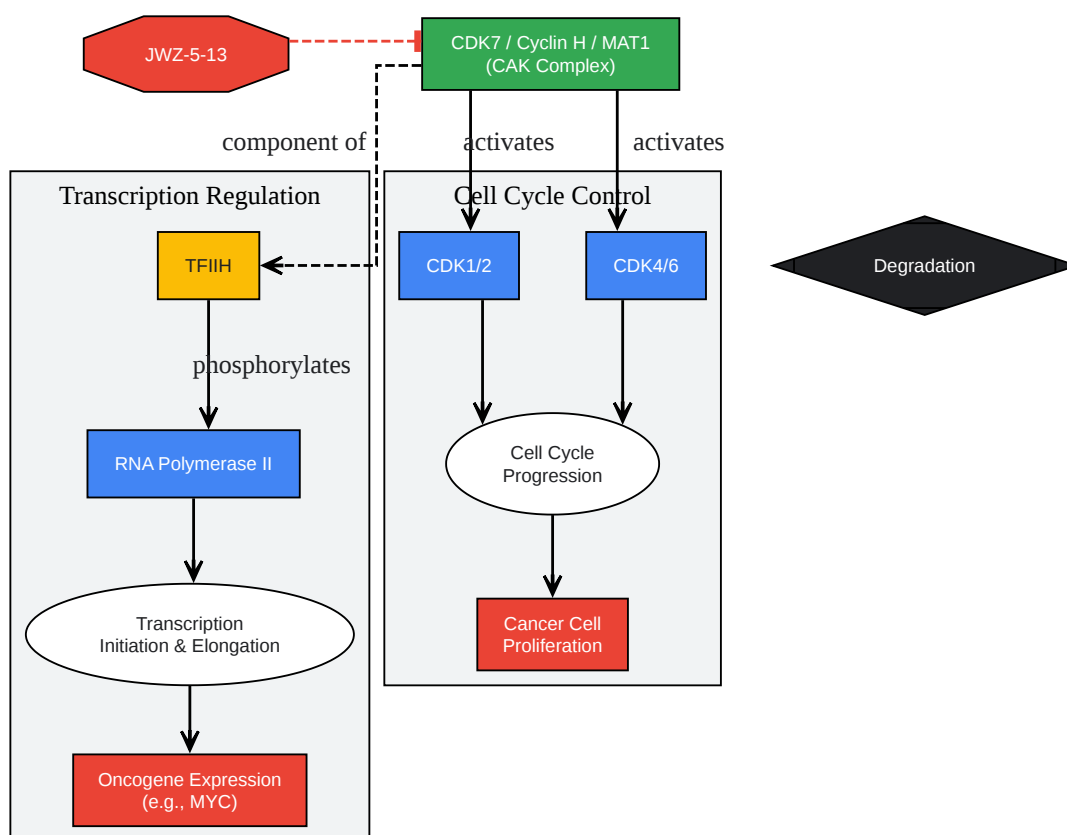 JWZ-5-13
CDK7 / Cyclin H / MAT1
(CAK Complex)
component of
activates
activates
Transcription Regulation
Cell Cycle Control
TFIIH
CDK1/2
CDK4/6
Degradation
phosphorylates
RNA Polymerase II
Cell Cycle
Progression
Transcription
Initiation & Elongation
Cancer Cell
Proliferation
Oncogene Expression
(e.g., MYC)